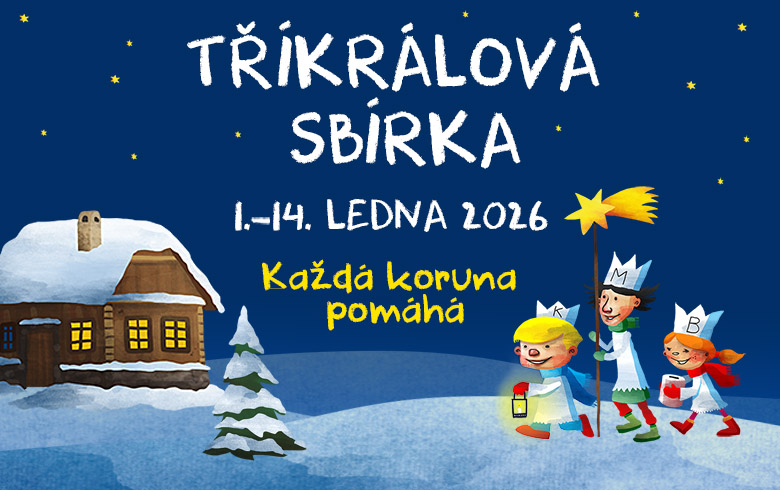 TŘÍKRÁLOVÁ
SBÍRKA
1.–14. LEDNA 2026
Každá koruna
pomáhá
K
M
B